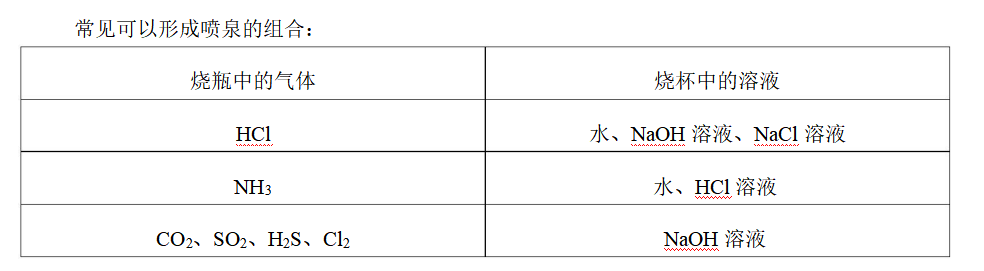 常见可以形成喷泉的组合：
烧瓶中的气体 烧杯中的溶液
HCl 水、NaOH 溶液、NaCl 溶液
NH₃ 水、HCl 溶液
CO₂、SO₂、H₂S、Cl₂ NaOH 溶液